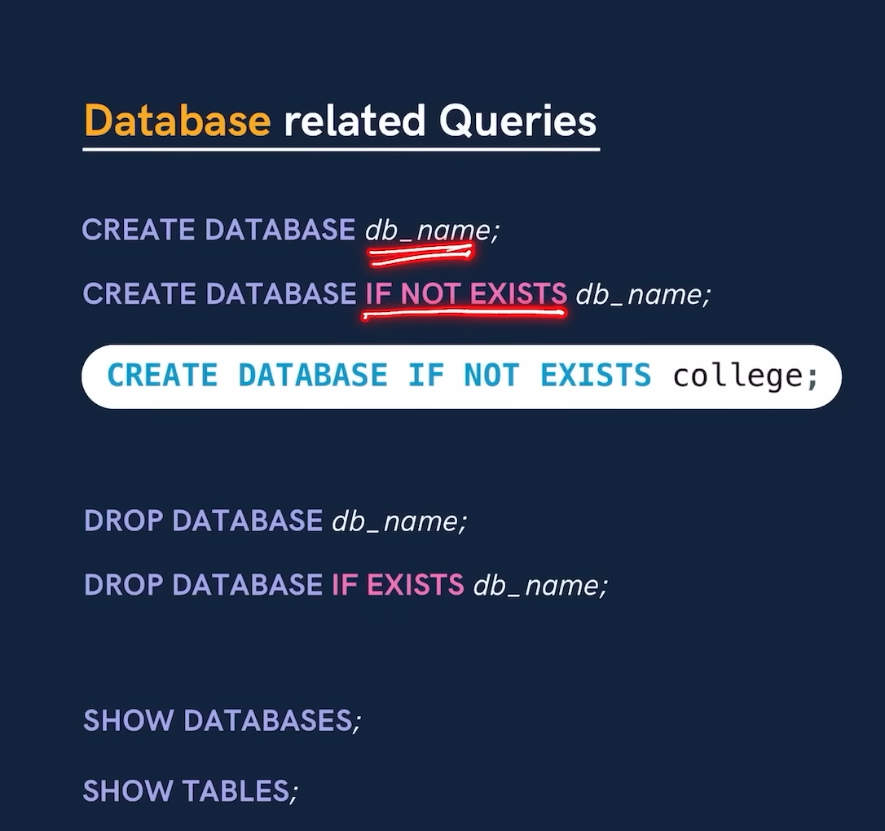 Database related Queries
CREATE DATABASE db_name;
CREATE DATABASE IF NOT EXISTS db_name;
CREATE DATABASE IF NOT EXISTS college;
DROP DATABASE db_name;
DROP DATABASE IF EXISTS db_name;
SHOW DATABASES;
SHOW TABLES;